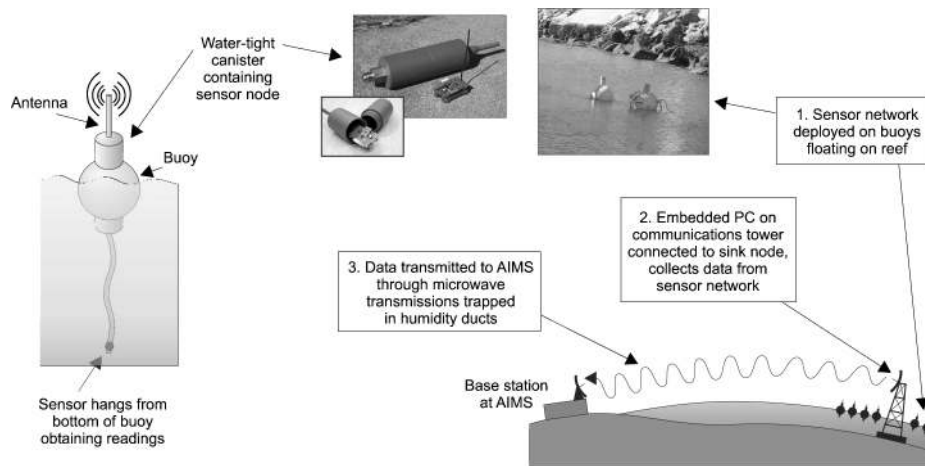 Water-tight
canister
containing
sensor node
Antenna
Buoy
Sensor hangs from
bottom of buoy
obtaining readings
1. Sensor network
deployed on buoys
floating on reef
2. Embedded PC on
communications tower
connected to sink node,
collects data from
sensor network
3. Data transmitted to AIMS
through microwave
transmissions trapped
in humidity ducts
Base station
at AIMS